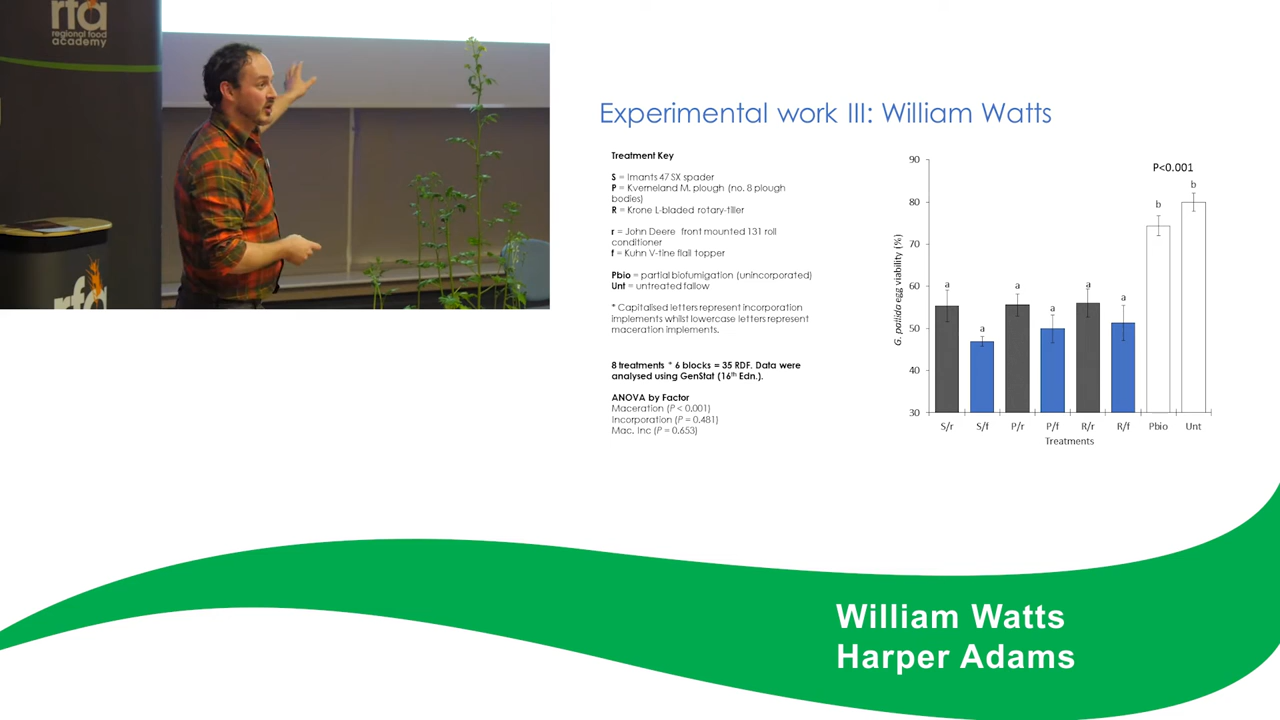 rfa
regional food
academy
rfa
Experimental work III: William Watts
Treatment Key
S = Imants 47 SX spader
P = Kverneland M. plough (no. 8 plough
bodies)
R = Krone L-bladed rotary-tiller
r = John Deere front mounted 131 roll
conditioner
f = Kuhn V-tine flail topper
Pbio = partial biofumigation (unincorporated)
Unt = untreated fallow
* Capitalised letters represent incorporation
implements whilst lowercase letters represent
maceration implements.
8 treatments * 6 blocks = 35 RDF. Data were
analysed using GenStat (16th Edn.).
ANOVA by Factor
Maceration (P < 0.001)
Incorporation (P = 0.481)
Mac. Inc (P = 0.653)
P<0.001
G. pallida egg viability (%)
90
80
70
60
50
40
30
a a a a a a b b
S/r S/f P/r P/f R/r R/f Pbio Unt
Treatments
William Watts
Harper Adams